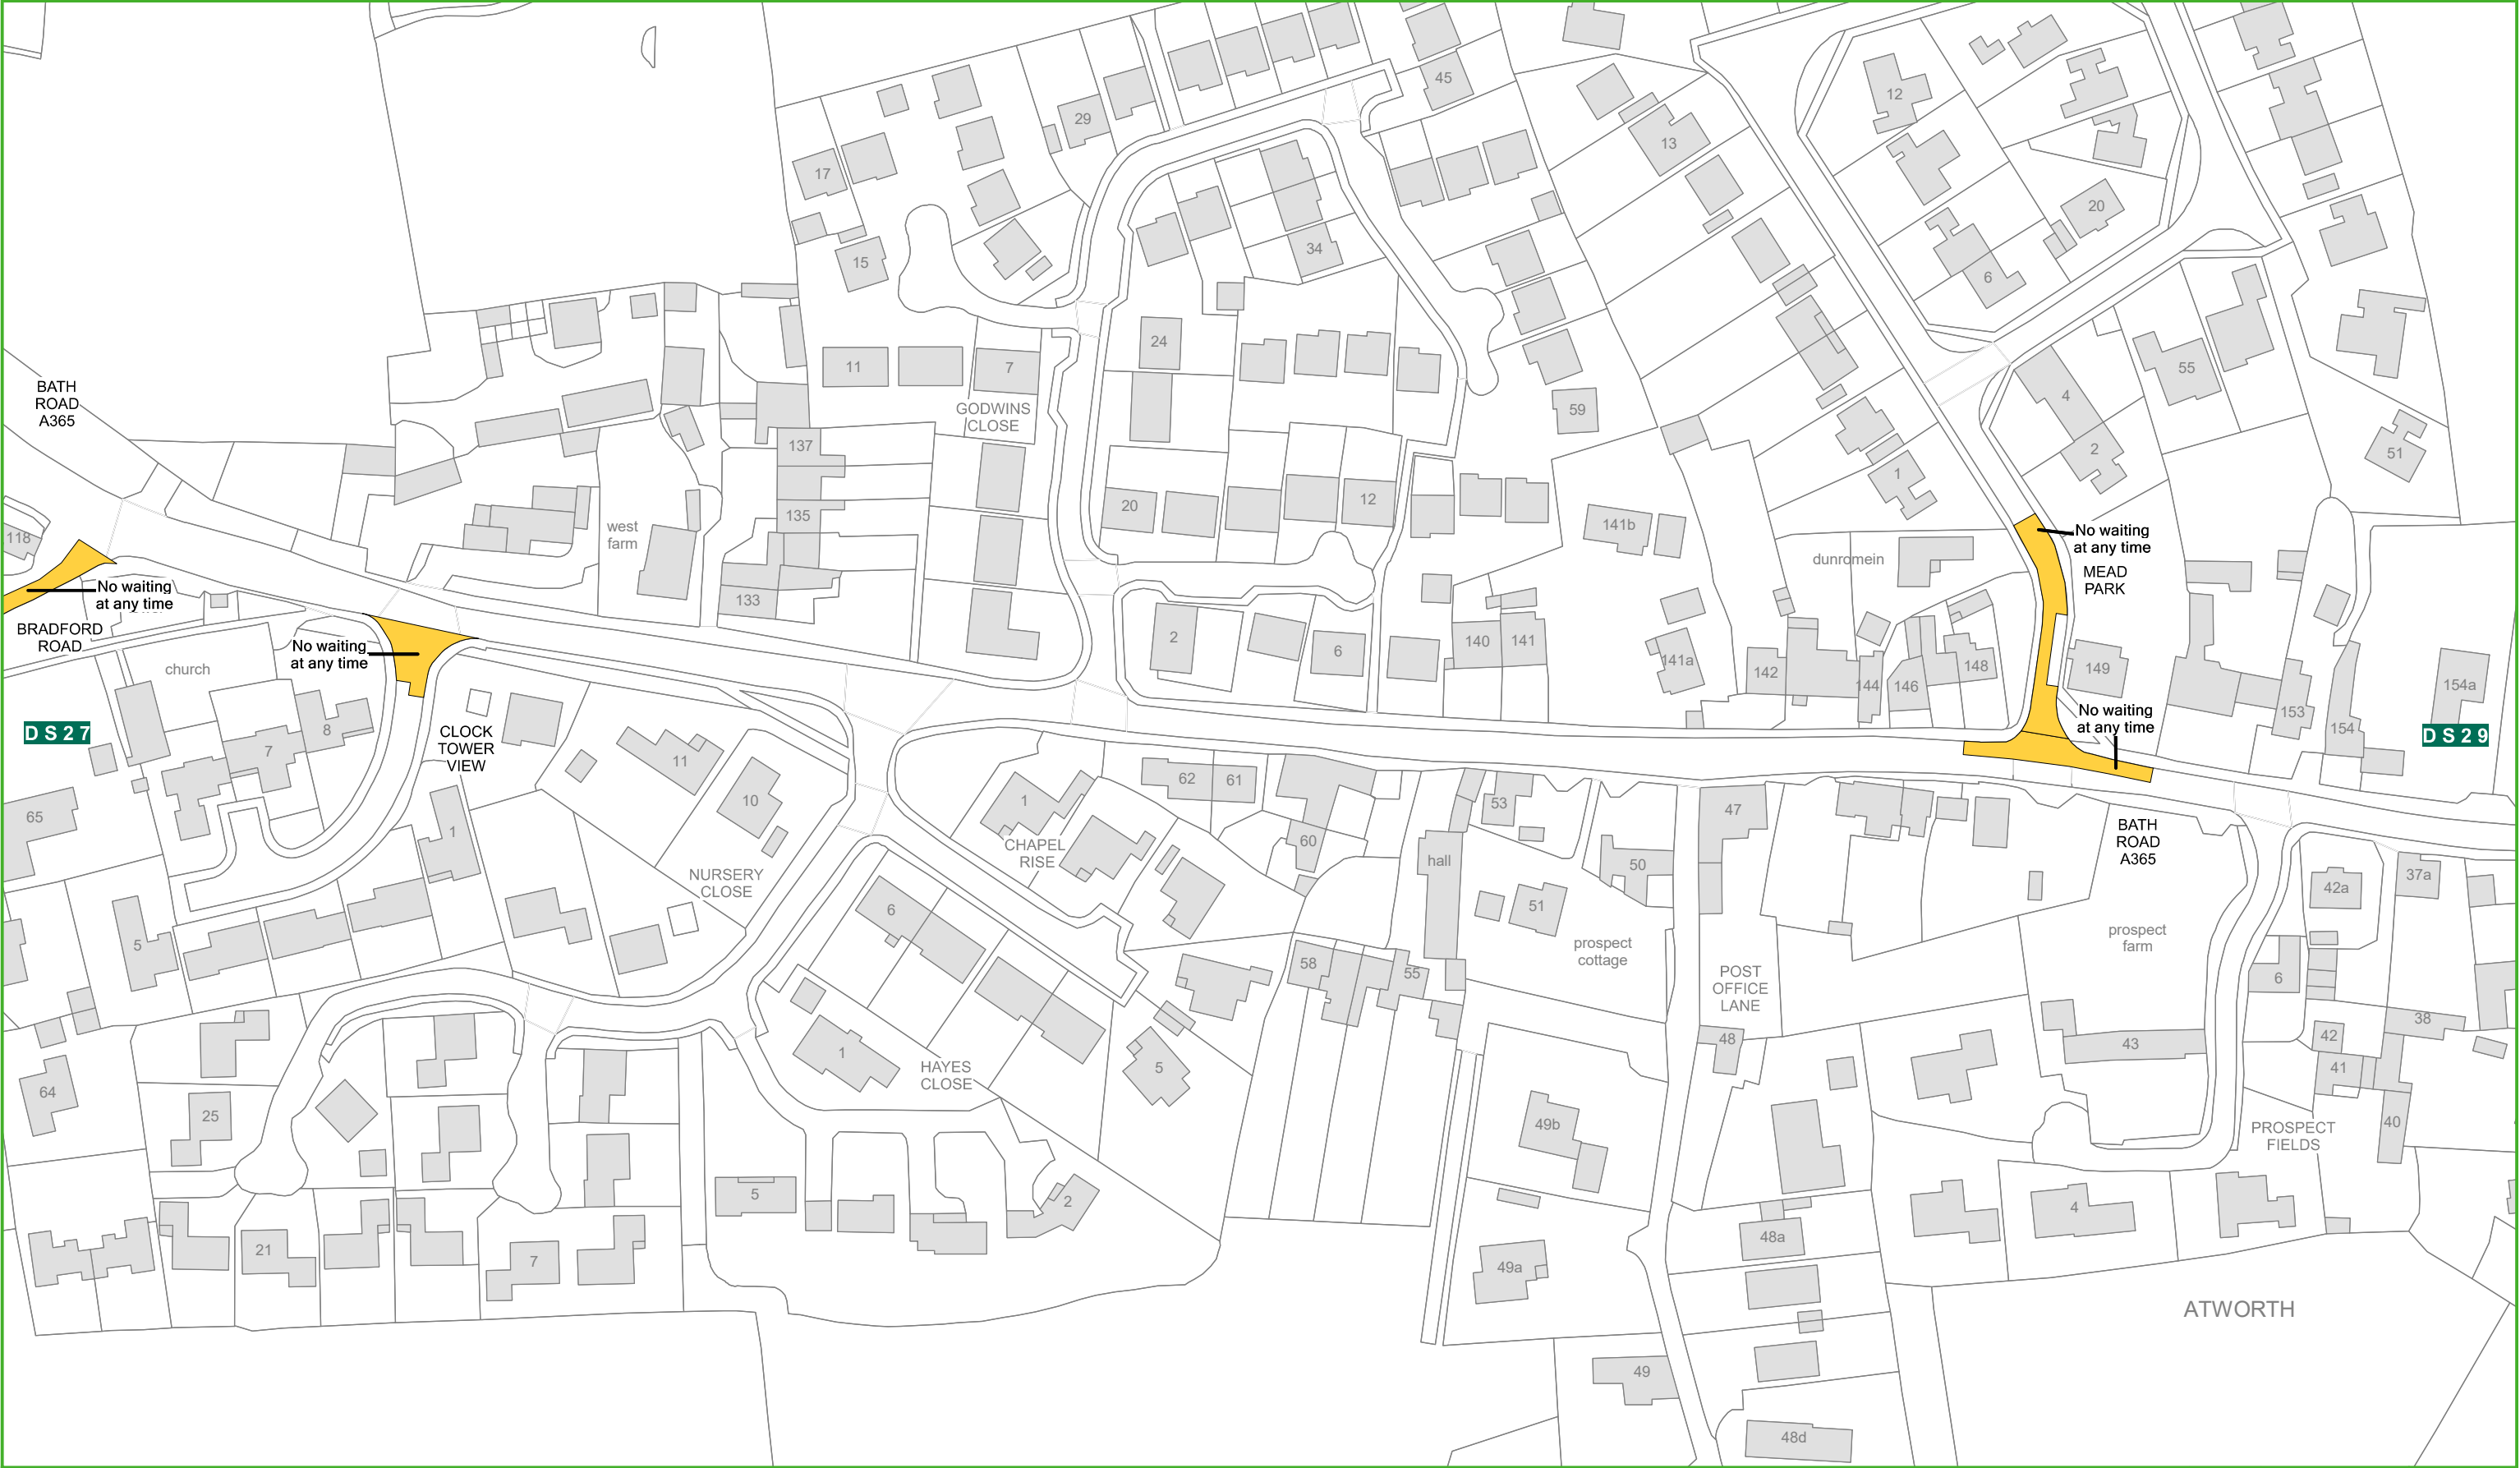 12
45
29
13
17
20
34
15
6
24
11
7
4
55
BATH
ROAD
A365
GODWINS
CLOSE
59
137
2
51
1
20
12
135
west
farm
141b
118
No waiting
at any time
dunromein
MEAD
PARK
No waiting
at any time
133
BRADFORD
ROAD
No waiting
at any time
church
2
6
140
141
141a
142
144
146
148
149
No waiting
at any time
153
154
154a
DS27
DS29
8
7
CLOCK
TOWER
VIEW
11
10
65
1
62
61
1
60
53
47
BATH
ROAD
A365
CHAPEL
RISE
hall
50
NURSERY
CLOSE
42a
37a
6
51
5
prospect
cottage
prospect
farm
58
55
POST
OFFICE
LANE
6
48
38
42
43
41
1
HAYES
CLOSE
5
64
25
49b
40
PROSPECT
FIELDS
5
2
4
21
7
48a
49a
ATWORTH
49
48d